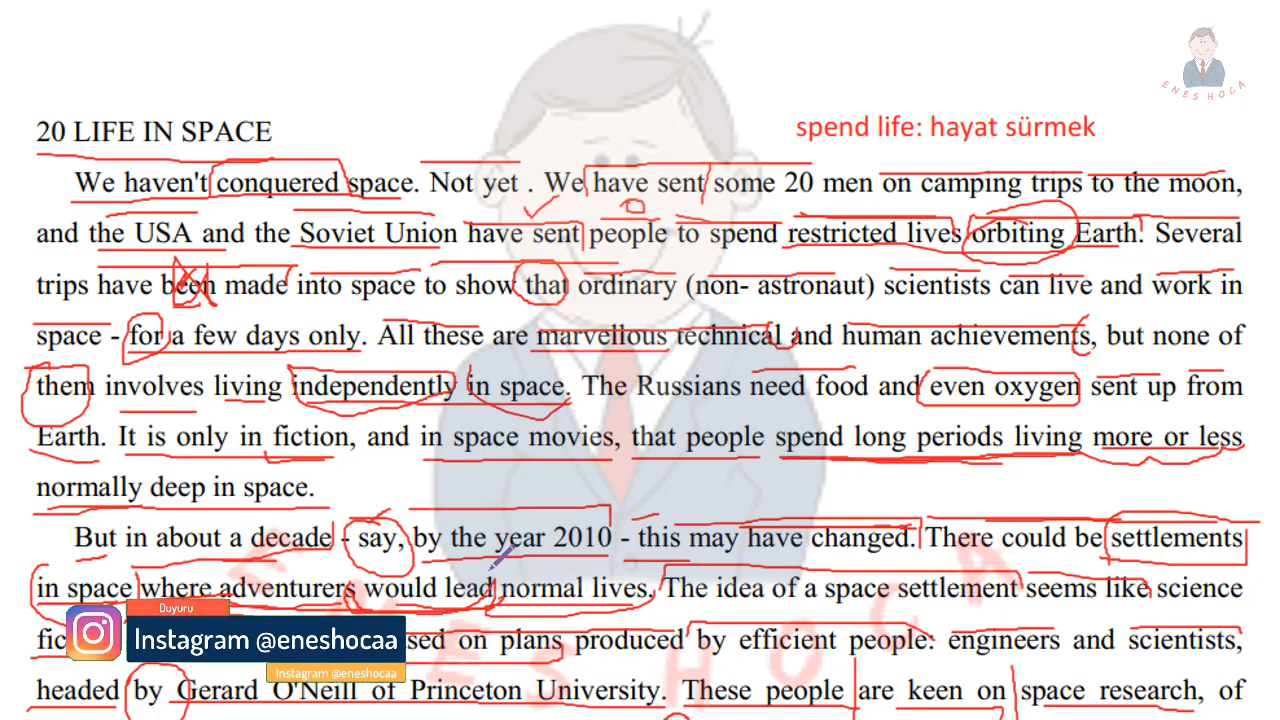 ENES HOCA
20 LIFE IN SPACE
spend life: hayat sürmek
We haven't conquered space. Not yet . We have sent some 20 men on camping trips to the moon,
and the USA and the Soviet Union have sent people to spend restricted lives orbiting Earth. Several
trips have been made into space to show that ordinary (non- astronaut) scientists can live and work in
space - for a few days only. All these are marvellous technical and human achievements, but none of
them involves living independently in space. The Russians need food and even oxygen sent up from
Earth. It is only in fiction, and in space movies, that people spend long periods living more or less
normally deep in space.
But in about a decade - say, by the year 2010 - this may have changed. There could be settlements
in space where adventurers would lead normal lives. The idea of a space settlement seems like science
sed on plans produced by efficient people: engineers and scientists,
headed by Gerard O'Neill of Princeton University. These people are keen on space research, of
Duyuru
Instagram @eneshocaa
Instagram @eneshocaa
ENES HOCA